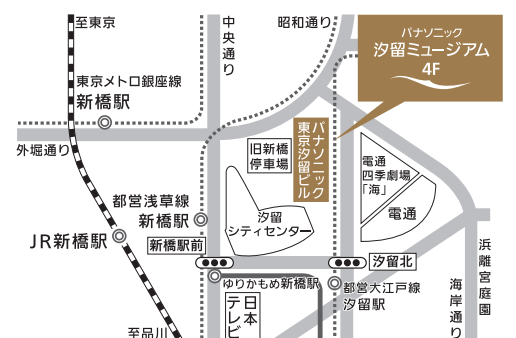 至東京
中央通り
昭和通り
パナソニック
汐留ミュージアム
4F
東京メトロ銀座線
新橋駅
外堀通り
旧新橋
停車場
パナソニック
東京汐留ビル
電通
四季劇場
「海」
電通
都営浅草線
新橋駅
汐留
シティセンター
JR新橋駅
新橋駅前
汐留北
浜離宮庭園
ゆりかもめ新橋駅
都営大江戸線
汐留駅
海岸通り
日本
テレビ
至品川